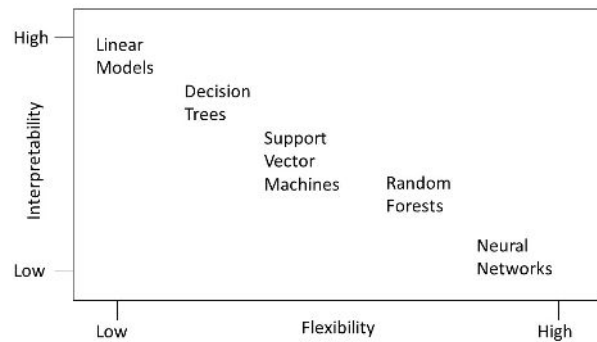 High
Linear
Models
Decision
Trees
Support
Vector
Machines
Random
Forests
Neural
Networks
Interpretability
Low
Low
Flexibility
High